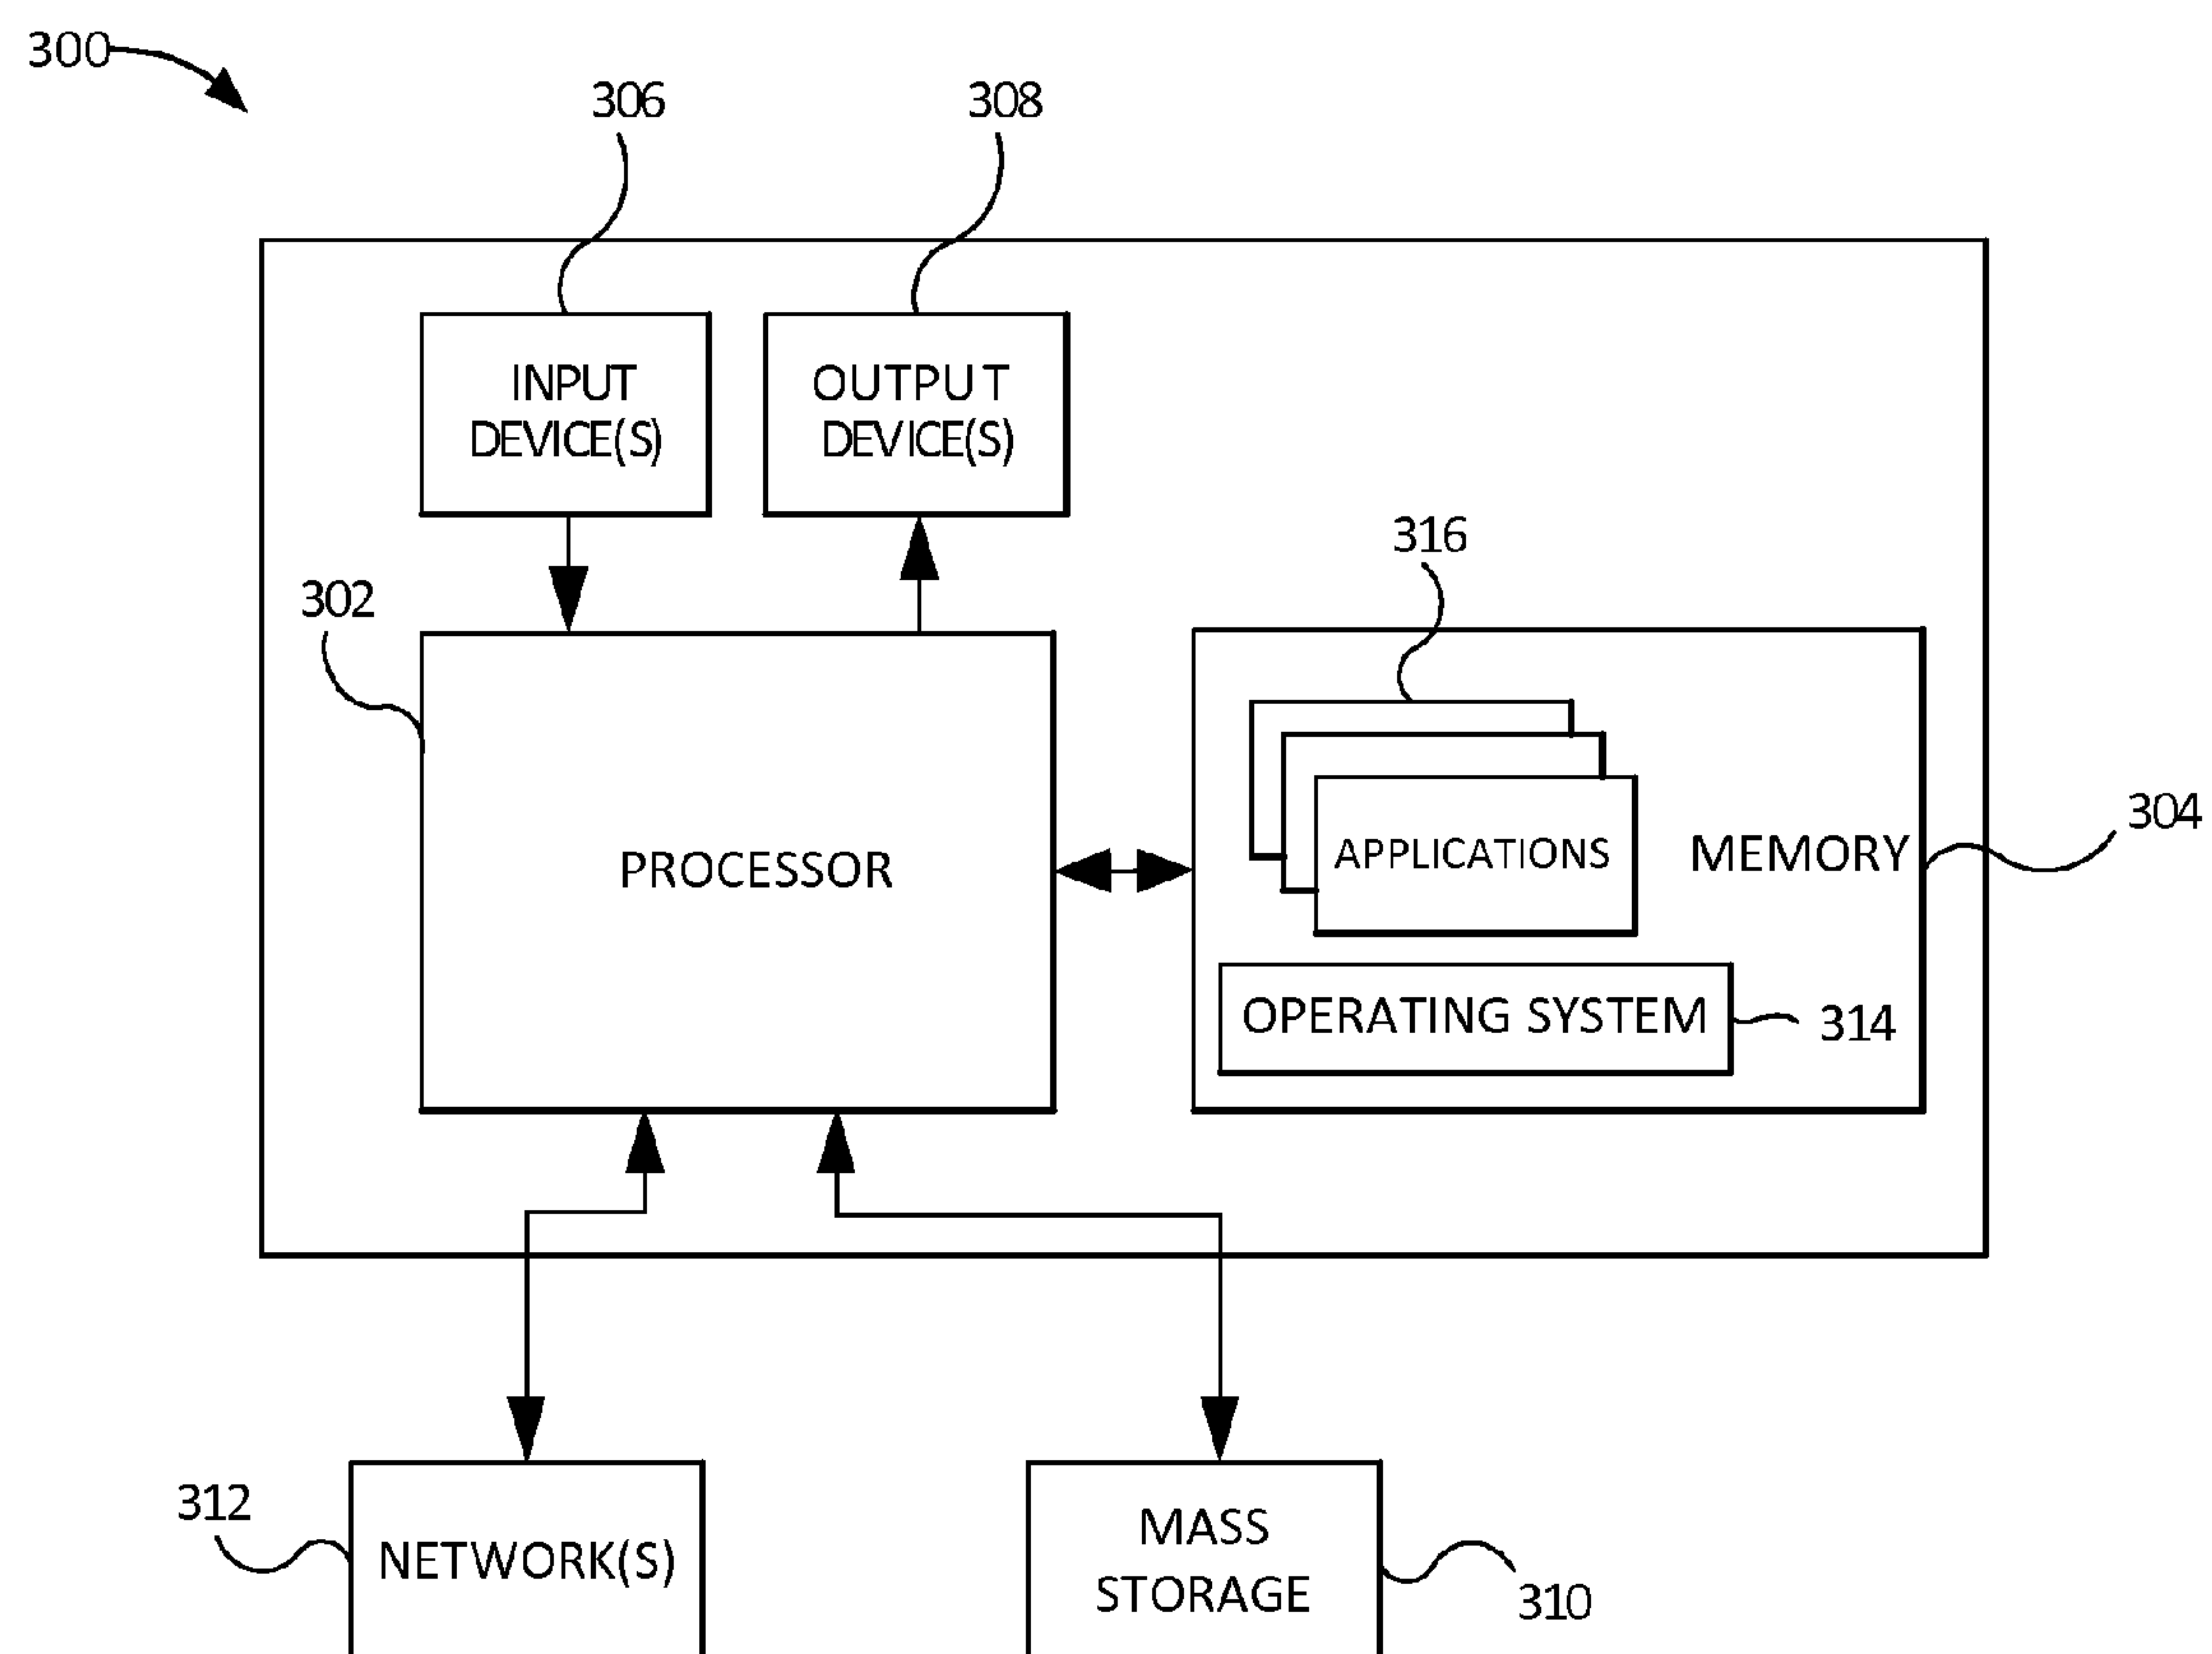 300
306
308
INPUT
DEVICE(S)
OUTPUT
DEVICE(S)
316
302
304
PROCESSOR
APPLICATIONS
MEMORY
OPERATING SYSTEM
314
312
NETWORK(S)
MASS
STORAGE
310